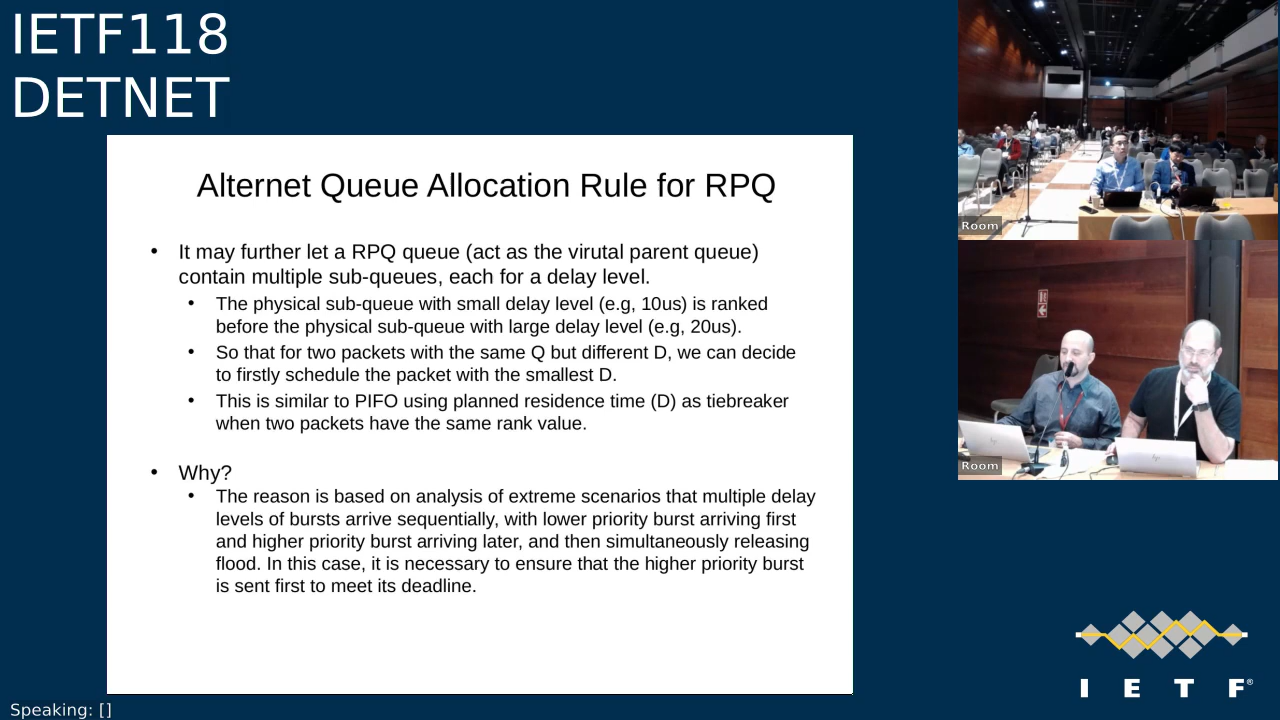 IETF118
DETNET
Alternet Queue Allocation Rule for RPQ
• It may further let a RPQ queue (act as the virutal parent queue)
contain multiple sub-queues, each for a delay level.
• The physical sub-queue with small delay level (e.g, 10us) is ranked
before the physical sub-queue with large delay level (e.g, 20us).
• So that for two packets with the same Q but different D, we can decide
to firstly schedule the packet with the smallest D.
• This is similar to PIFO using planned residence time (D) as tiebreaker
when two packets have the same rank value.
• Why?
• The reason is based on analysis of extreme scenarios that multiple delay
levels of bursts arrive sequentially, with lower priority burst arriving first
and higher priority burst arriving later, and then simultaneously releasing
flood. In this case, it is necessary to ensure that the higher priority burst
is sent first to meet its deadline.
Room
Room
I E T F®
Speaking: []